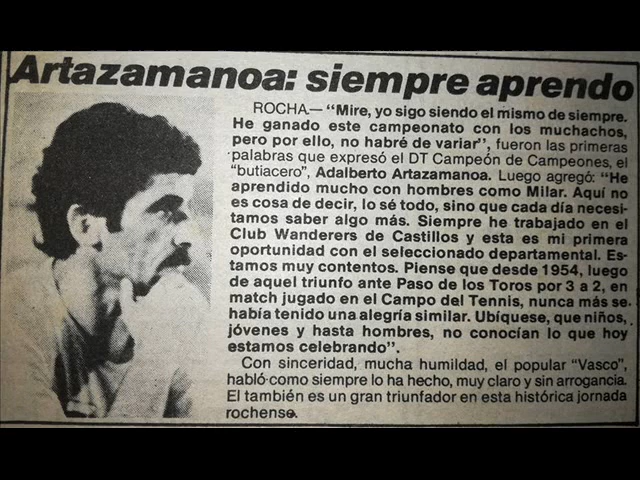 Artazamanoa: siempre aprendo
ROCHA.— "Mire, yo sigo siendo el mismo de siempre.
He ganado este campeonato con los muchachos,
pero por ello, no habré de variar", fueron las primeras
palabras que expresó el DT Campeón de Campeones, el
"butiacero", Adalberto Artazamanoa. Luego agregó: "He
aprendido mucho con hombres como Milar. Aquí no
es cosa de decir, lo sé todo, sino que cada día necesi-
tamos saber algo más. Siempre he trabajado en el
Club Wanderers de Castillos y esta es mi primera
oportunidad con el seleccionado departamental. Es-
tamos muy contentos. Piense que desde 1954, luego
de aquel triunfo ante Paso de los Toros por 3 a 2, en
match jugado en el Campo del Tennis, nunca más se
había tenido una alegría similar. Ubíquese, que niños,
jóvenes y hasta hombres, no conocían lo que hoy
estamos celebrando".
Con sinceridad, mucha humildad, el popular "Vasco",
habló como siempre lo ha hecho, muy claro y sin arrogancia.
El también es un gran triunfador en esta histórica jornada
rochense.